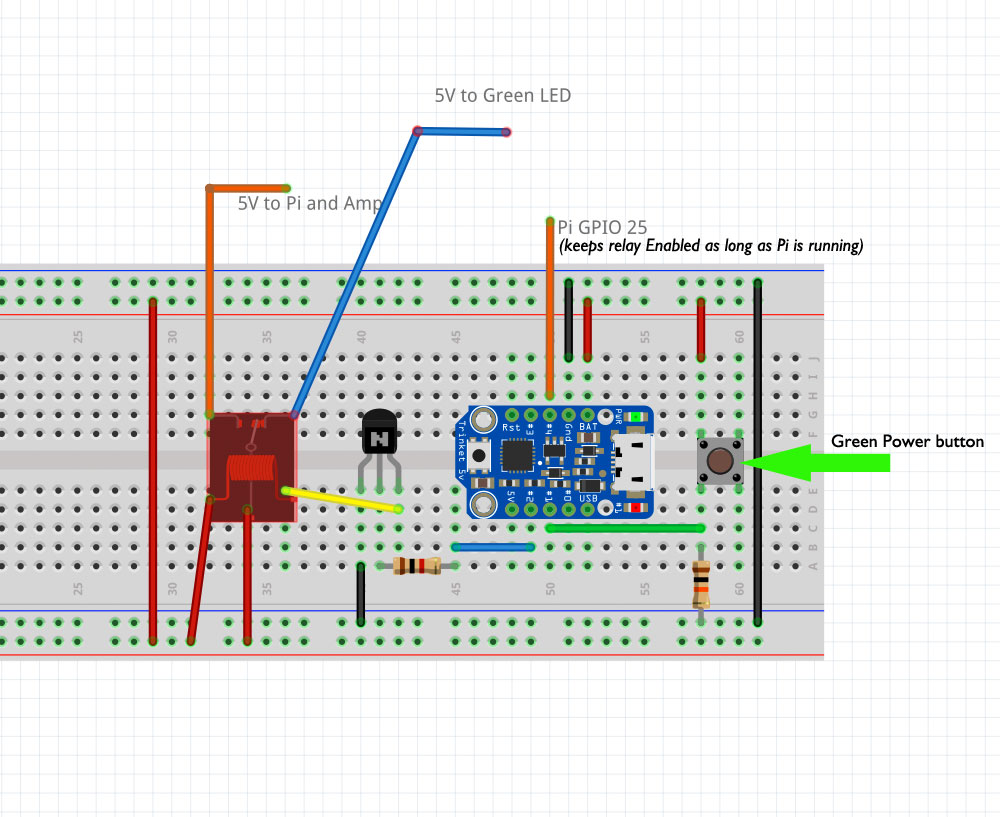 5V to Green LED
5V to Pi and Amp
Pi GPIO 25
(keeps relay Enabled as long as Pi is running)
25 30 35 40 45 50 55 60
J
I
H
G
F
Green Power button
Trinket 5V
Rst #3 #4 Gnd BAT
PWR
N
5V #2 #1 #0 USB
#1
E
D
C
B
A
25 30 35 45 50 55 60